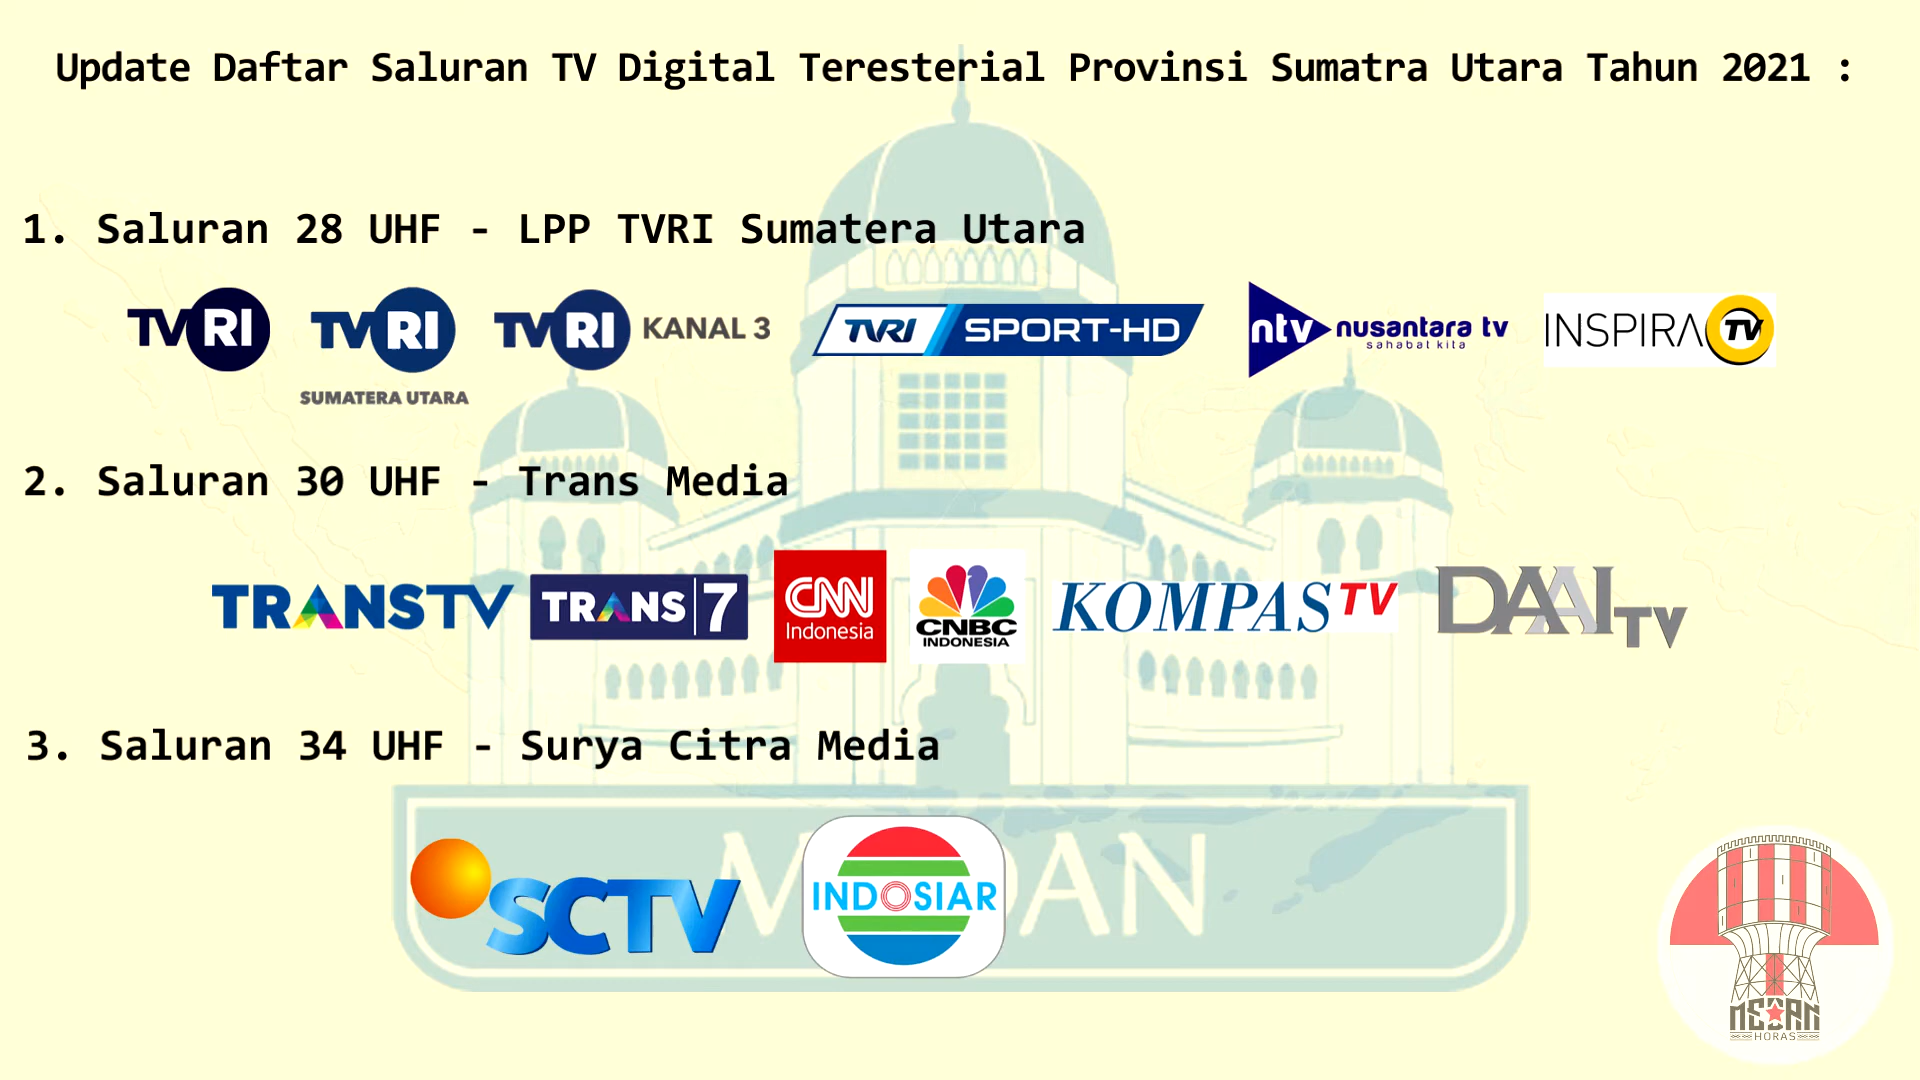 Update Daftar Saluran TV Digital Teresterial Provinsi Sumatra Utara Tahun 2021 :
1. Saluran 28 UHF - LPP TVRI Sumatera Utara
TVRI
TVRI
SUMATERA UTARA
TVRI KANAL 3
TVRI SPORT-HD
ntv nusantara tv
sahabat kita
INSPIRA TV
2. Saluran 30 UHF - Trans Media
TRANSTV
TRANS 7
CNN
Indonesia
CNBC
INDONESIA
KOMPAS TV
DAAI TV
3. Saluran 34 UHF - Surya Citra Media
SCTV
INDOSIAR
MEDAN
HORAS